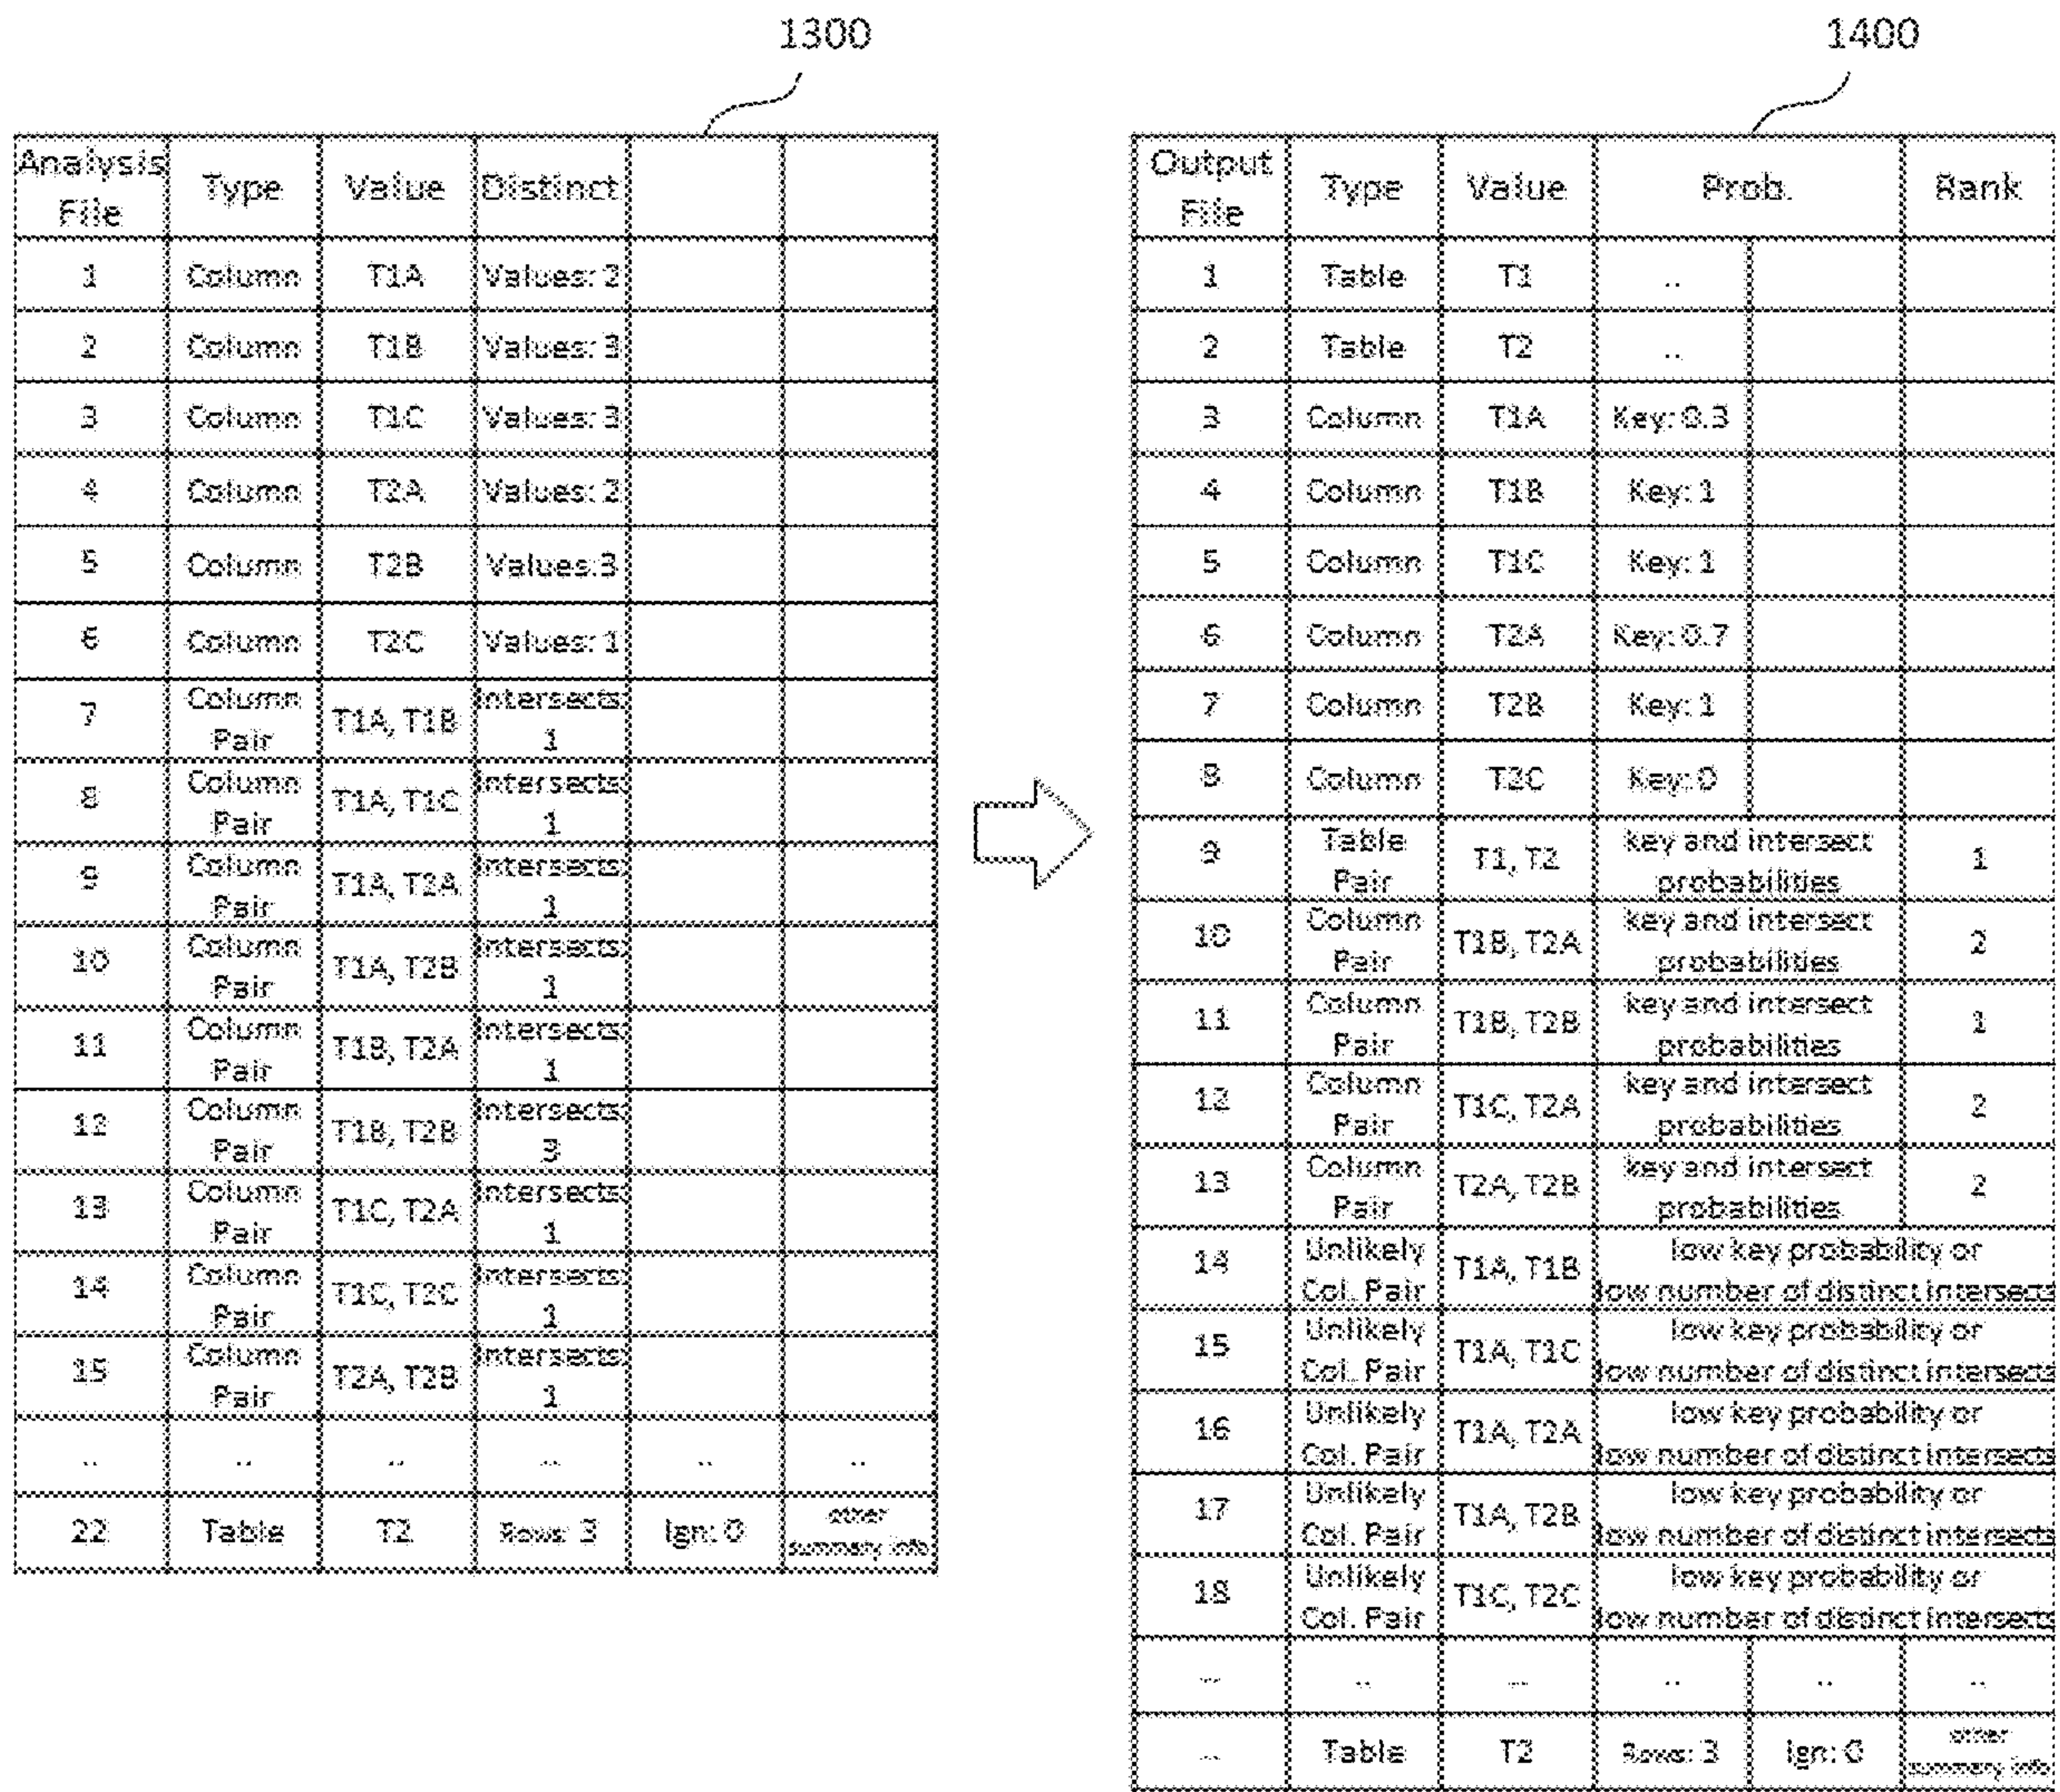 1300
Analysis File Type Value Distinct
1 Column T1A Values: 2
2 Column T1B Values: 3
3 Column T1C Values: 3
4 Column T2A Values: 2
5 Column T2B Values:3
6 Column T2C Values: 1
7 Column Pair T1A, T1B Intersects: 1
8 Column Pair T1A, T1C Intersects: 1
9 Column Pair T1A, T2A Intersects: 1
10 Column Pair T1A, T2B Intersects: 1
11 Column Pair T1B, T2A Intersects: 1
12 Column Pair T1B, T2B Intersects: 3
13 Column Pair T1C, T2A Intersects: 1
14 Column Pair T1C, T2C Intersects: 1
15 Column Pair T2A, T2B Intersects: 1
.. .. .. .. .. ..
22 Table T2 Rows: 3 Ign: 0 other summary info
1400
Output File Type Value Prob. Rank
1 Table T1 ..
2 Table T2 ..
3 Column T1A Key: 0.3
4 Column T1B Key: 1
5 Column T1C Key: 1
6 Column T2A Key: 0.7
7 Column T2B Key: 1
8 Column T2C Key: 0
9 Table Pair T1, T2 key and intersect probabilities 1
10 Column Pair T1B, T2A key and intersect probabilities 2
11 Column Pair T1B, T2B key and intersect probabilities 1
12 Column Pair T1C, T2A key and intersect probabilities 2
13 Column Pair T2A, T2B key and intersect probabilities 2
14 Unlikely Col. Pair T1A, T1B low key probability or low number of distinct intersects
15 Unlikely Col. Pair T1A, T1C low key probability or low number of distinct intersects
16 Unlikely Col. Pair T1A, T2A low key probability or low number of distinct intersects
17 Unlikely Col. Pair T1A, T2B low key probability or low number of distinct intersects
18 Unlikely Col. Pair T1C, T2C low key probability or low number of distinct intersects
.. .. .. .. .. ..
.. Table T2 Rows: 3 Ign: 0 other summary info